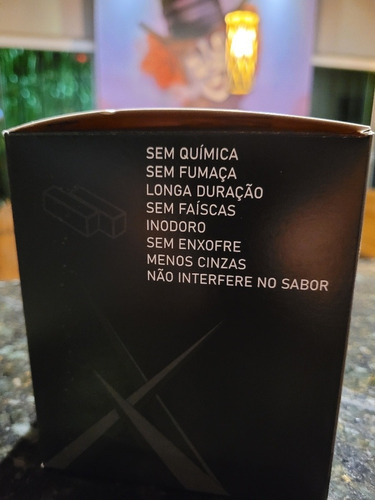 SEM QUÍMICA
SEM FUMAÇA
LONGA DURAÇÃO
SEM FAÍSCAS
INODORO
SEM ENXOFRE
MENOS CINZAS
NÃO INTERFERE NO SABOR